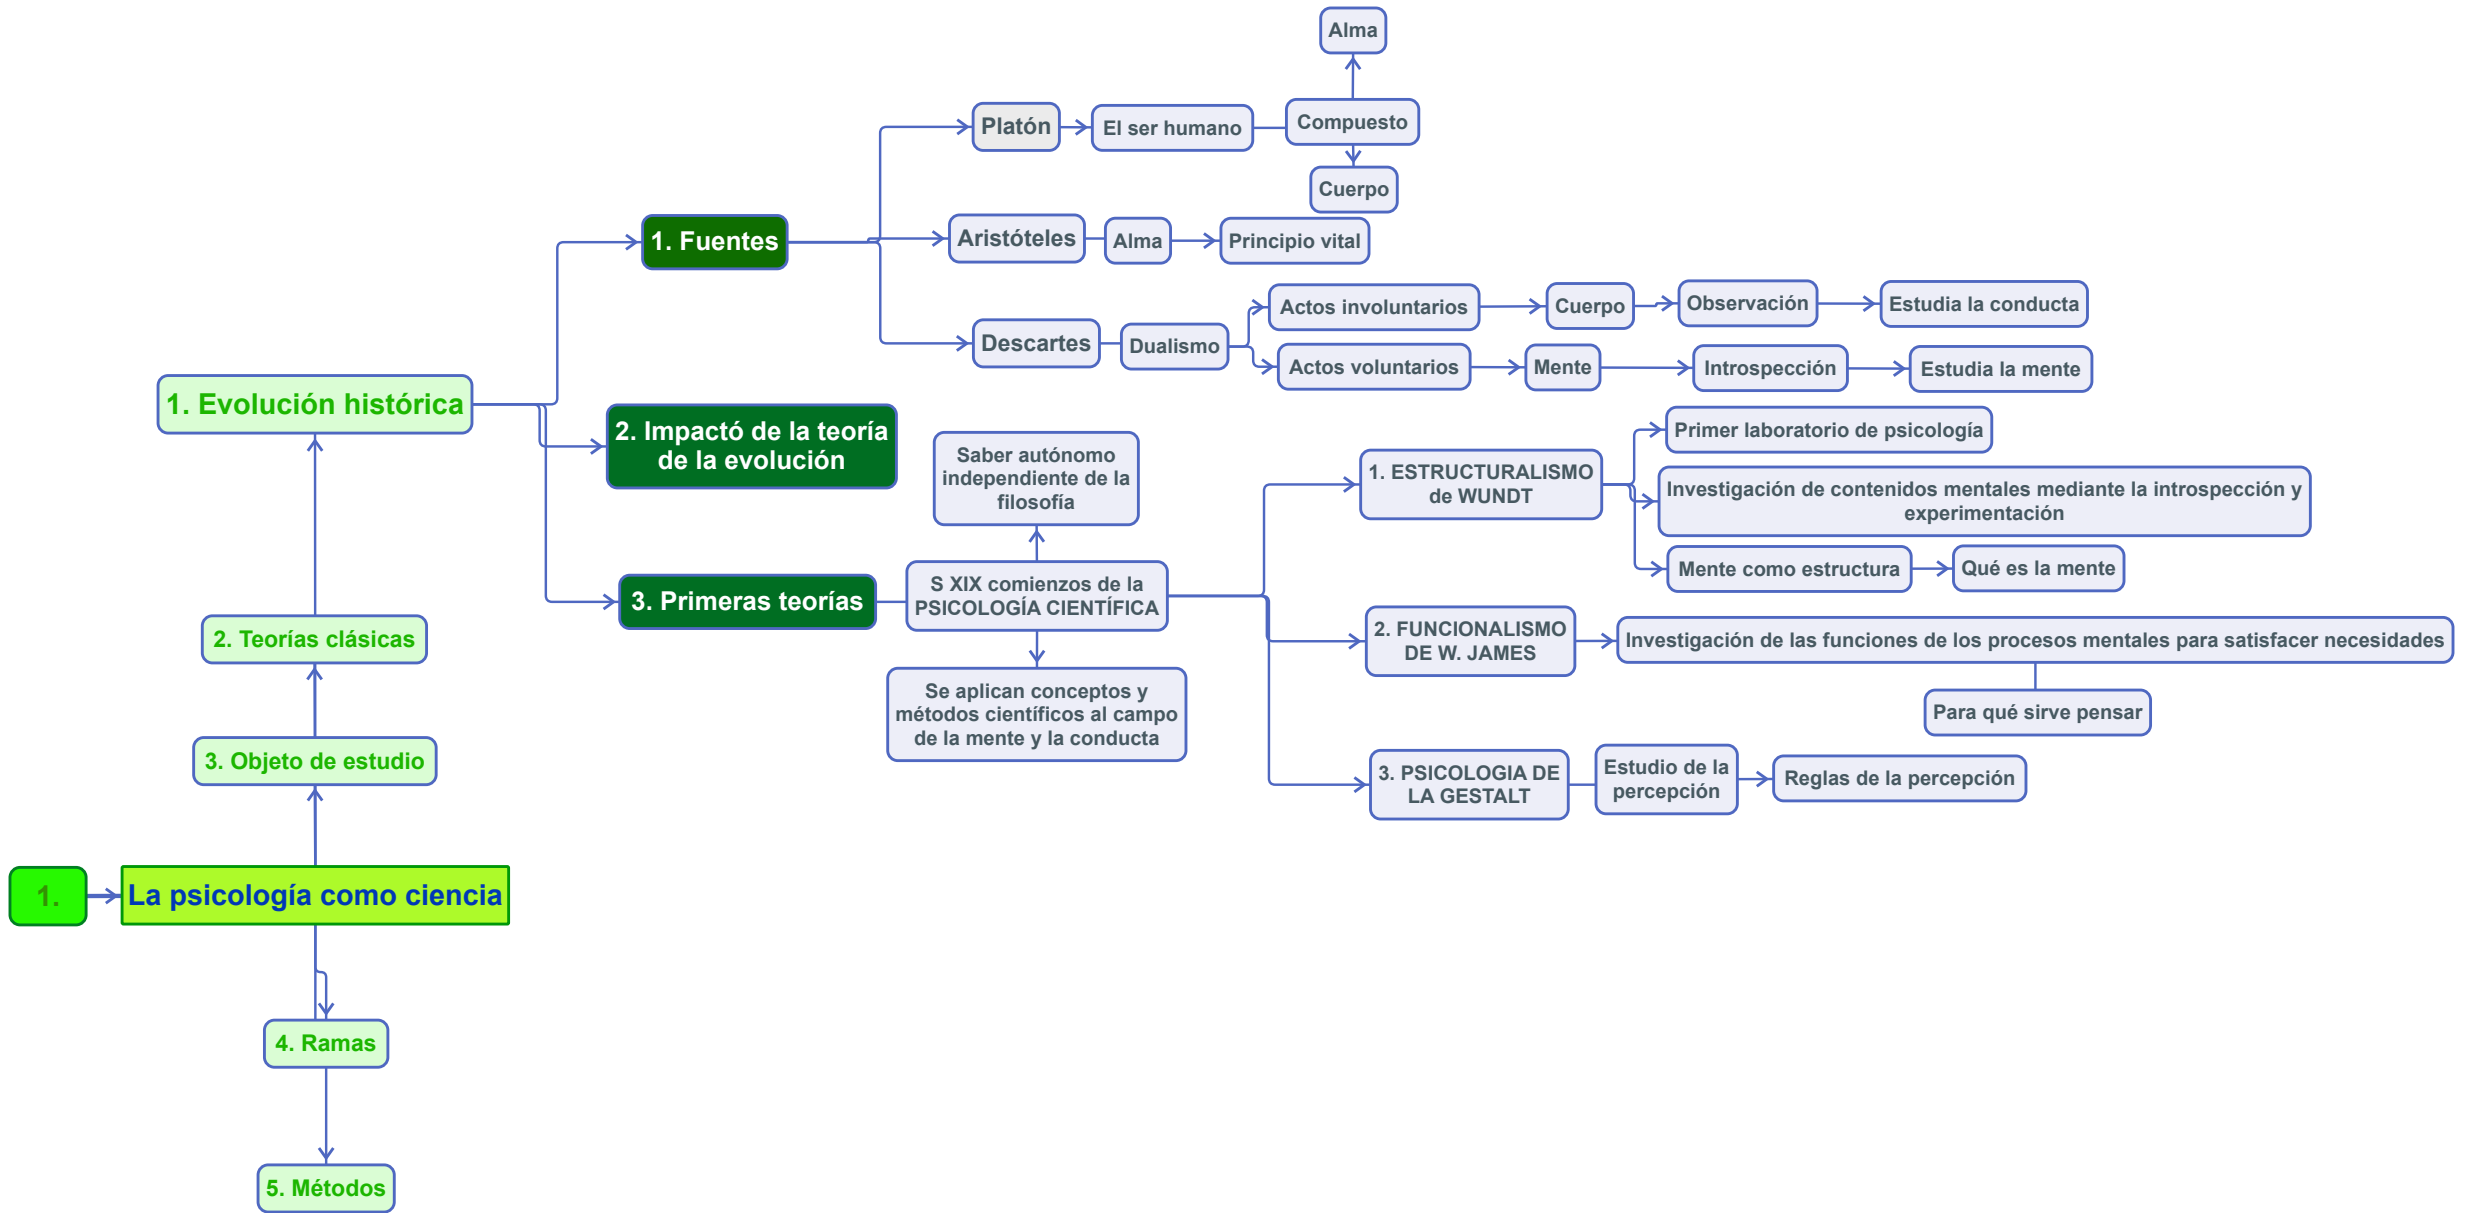 Alma
Platón
El ser humano
Compuesto
Cuerpo
1. Fuentes
Aristóteles
Alma
Principio vital
Descartes
Dualismo
Actos involuntarios
Cuerpo
Observación
Estudia la conducta
Actos voluntarios
Mente
Introspección
Estudia la mente
1. Evolución histórica
2. Impactó de la teoría
de la evolución
Saber autónomo
independiente de la
filosofía
3. Primeras teorías
S XIX comienzos de la
PSICOLOGÍA CIENTÍFICA
Se aplican conceptos y
métodos científicos al campo
de la mente y la conducta
1. ESTRUCTURALISMO
de WUNDT
Primer laboratorio de psicología
Investigación de contenidos mentales mediante la introspección y
experimentación
Mente como estructura
Qué es la mente
2. FUNCIONALISMO
DE W. JAMES
Investigación de las funciones de los procesos mentales para satisfacer necesidades
Para qué sirve pensar
3. PSICOLOGIA DE
LA GESTALT
Estudio de la
percepción
Reglas de la percepción
2. Teorías clásicas
3. Objeto de estudio
1.
La psicología como ciencia
4. Ramas
5. Métodos